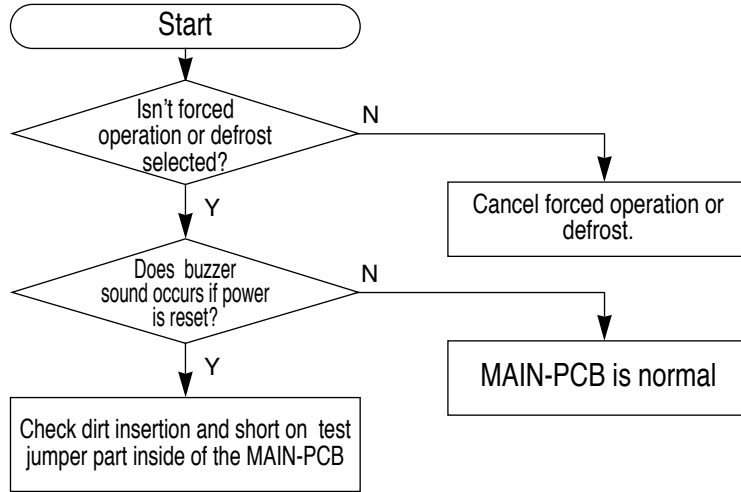 Start
Isn't forced
operation or defrost
selected?
N
Cancel forced operation or
defrost.
Y
Does buzzer
sound occurs if power
is reset?
N
MAIN-PCB is normal
Y
Check dirt insertion and short on test
jumper part inside of the MAIN-PCB